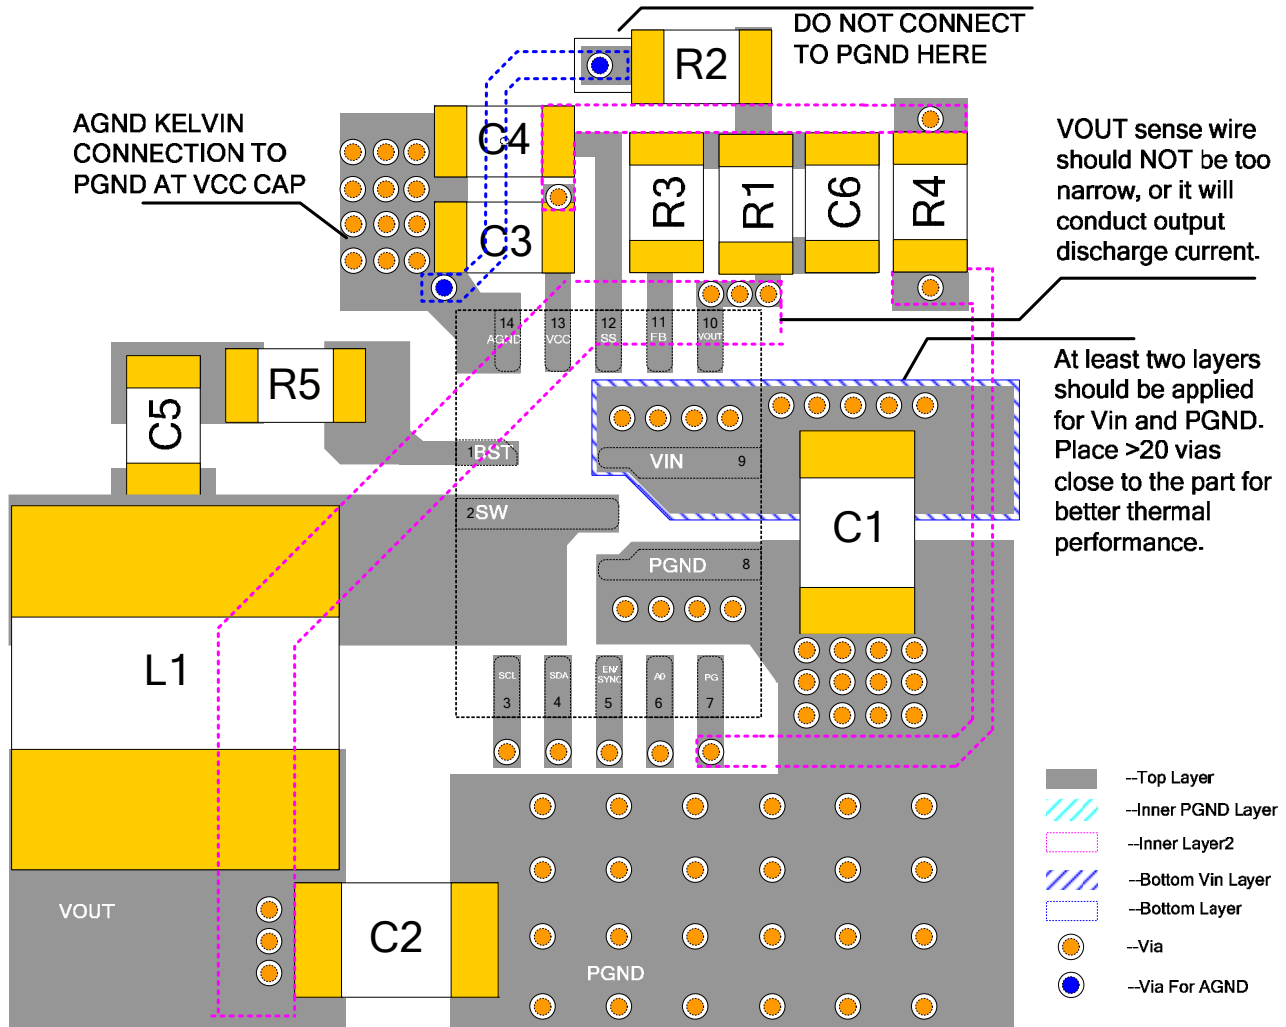 DO NOT CONNECT
TO PGND HERE
R2
AGND KELVIN
CONNECTION TO
PGND AT VCC CAP
C4
C3
R3
R1
C6
R4
VOUT sense wire
should NOT be too
narrow, or it will
conduct output
discharge current.
14
AGND
13
VCC
12
SS
11
FB
10
VOUT
At least two layers
should be applied
for Vin and PGND.
Place >20 vias
close to the part for
better thermal
performance.
C5
R5
1 BST
VIN 9
2 SW
C1
PGND 8
L1
SCL
3
SDA
4
EN/
SYNC
5
A0
6
PG
7
--Top Layer
--Inner PGND Layer
--Inner Layer2
--Bottom Vin Layer
--Bottom Layer
--Via
--Via For AGND
VOUT
C2
PGND